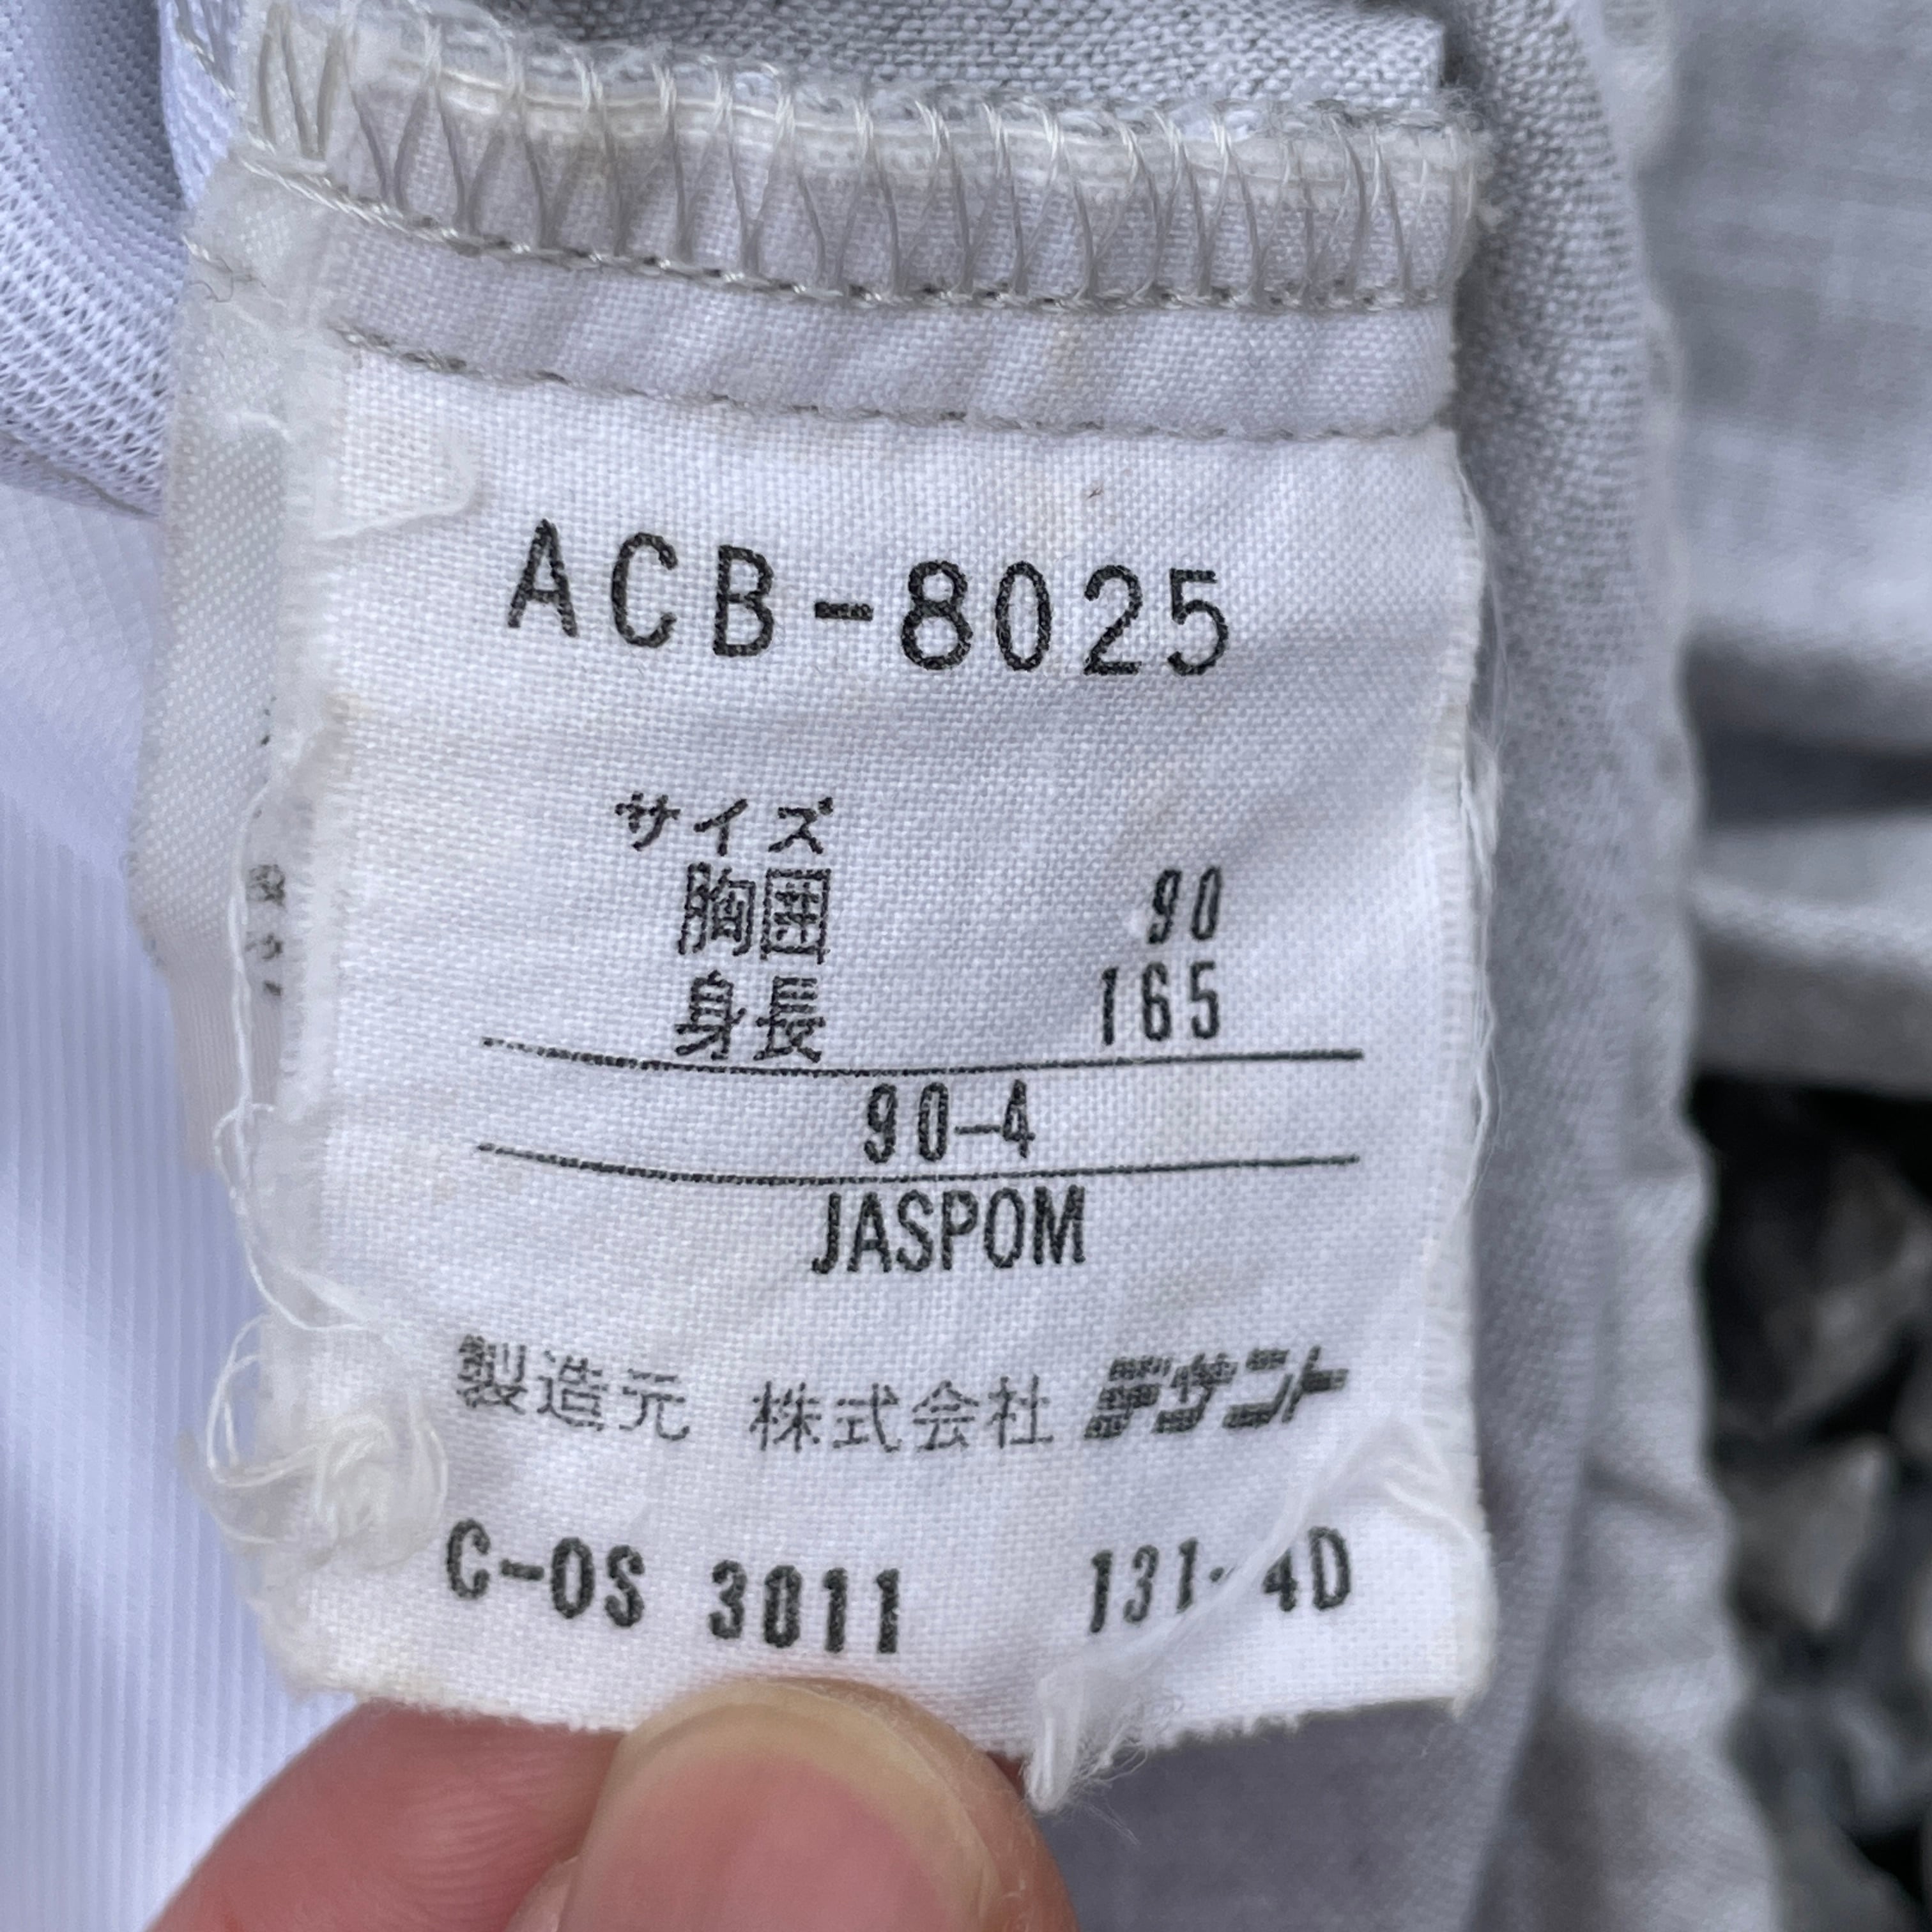 ACB-8025
サイズ
胸囲 90
身長 165
90-4
JASPOM
製造元 株式会社 デサント
C-OS 3011 131- 4D